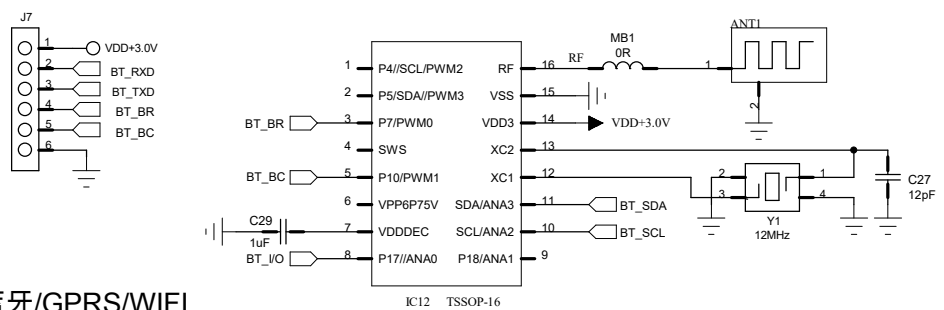 J7
1
VDD+3.0V
2
BT_RXD
3
BT_TXD
4
BT_BR
5
BT_BC
6
1
P4//SCL/PWM2
2
P5/SDA//PWM3
BT_BR
3
P7/PWM0
4
SWS
BT_BC
5
P10/PWM1
6
VPP6P75V
C29
1uF
7
VDDDEC
BT_I/O
8
P17//ANA0
RF
16
RF
MB1
0R
ANT1
1
2
VSS
15
VDD3
14
VDD+3.0V
XC2
13
XC1
12
SDA/ANA3
11
BT_SDA
SCL/ANA2
10
BT_SCL
P18/ANA1
9
2
1
3
4
Y1
12MHz
C27
12pF
IC12 TSSOP-16
牙/GPRS/WIFI